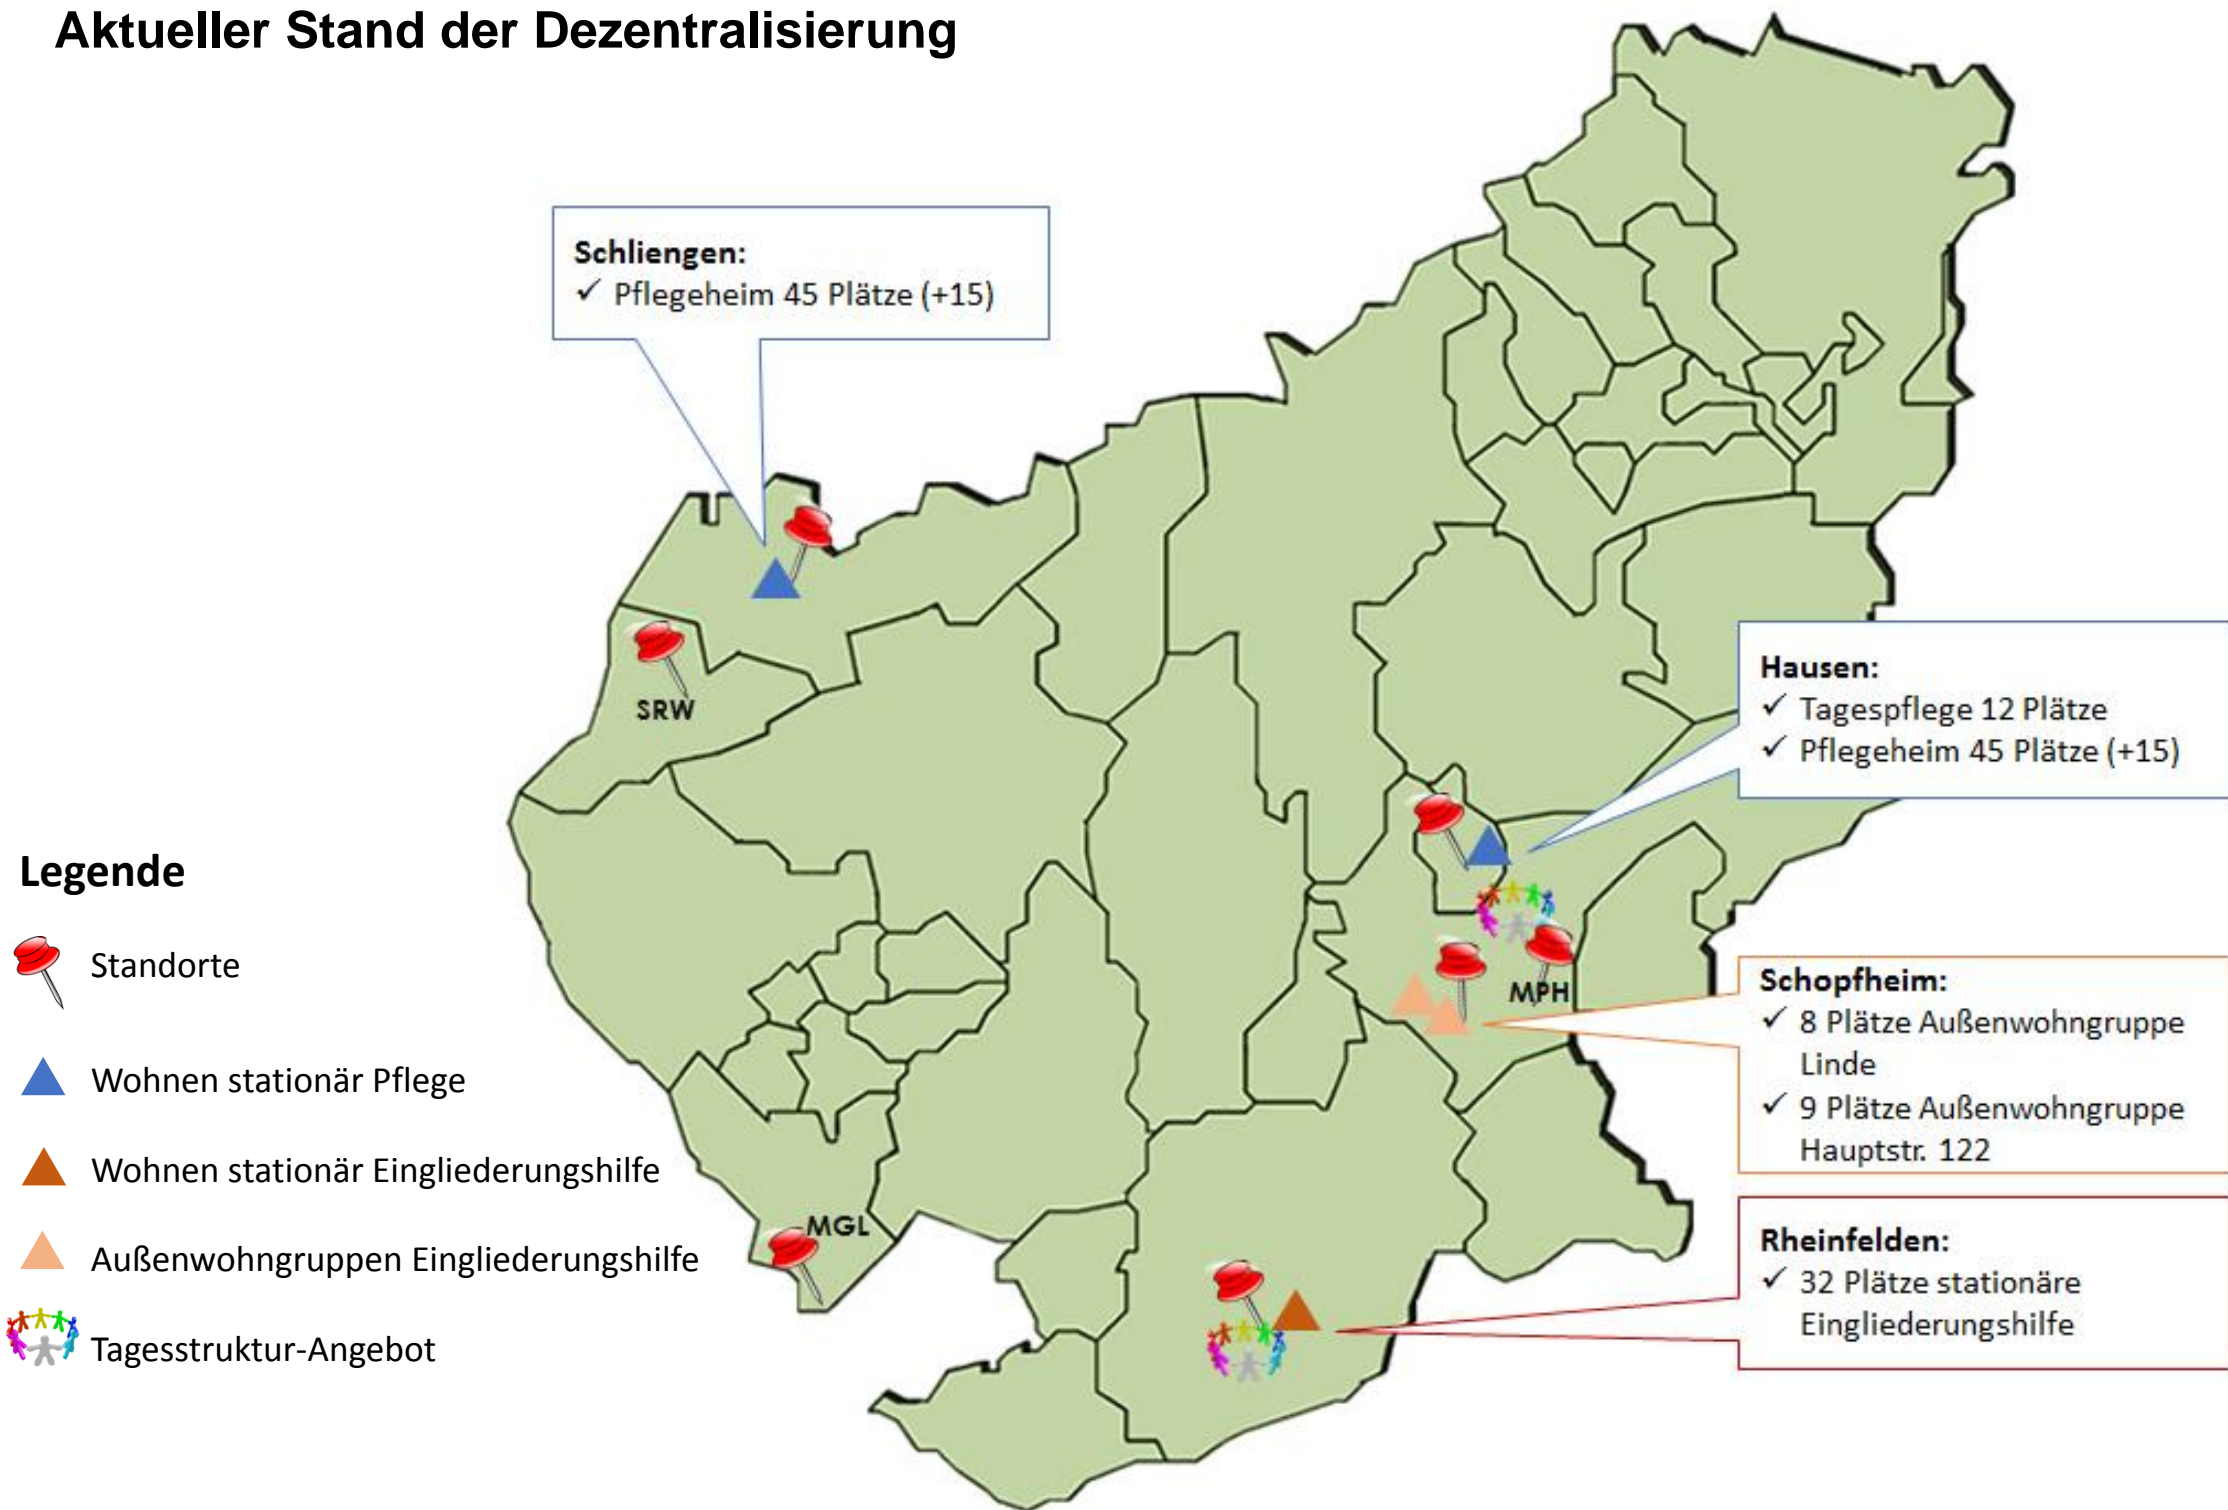 Aktueller Stand der Dezentralisierung
Schliengen:
✓ Pflegeheim 45 Plätze (+15)
SRW
Hausen:
✓ Tagespflege 12 Plätze
✓ Pflegeheim 45 Plätze (+15)
MPH
Schopfheim:
✓ 8 Plätze Außenwohngruppe
Linde
✓ 9 Plätze Außenwohngruppe
Hauptstr. 122
MGL
Rheinfelden:
✓ 32 Plätze stationäre
Eingliederungshilfe
Legende
Standorte
Wohnen stationär Pflege
Wohnen stationär Eingliederungshilfe
Außenwohngruppen Eingliederungshilfe
Tagesstruktur-Angebot